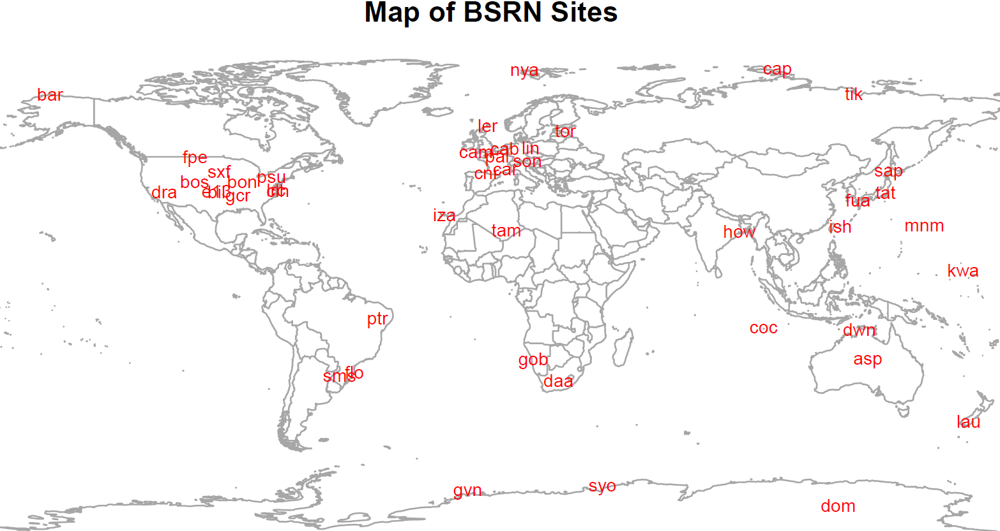 Map of BSRN Sites
nya
cap
bar
tik
ler
tor
cam
cab
lin
fpe
pal
son
sxf
cnr
car
sap
bos
bon
psu
dra
gcr
tat
fua
iza
tam
how
ish
mnm
kwa
ptr
coc
dwn
gob
asp
sms
flo
daa
lau
gvn
syo
dom